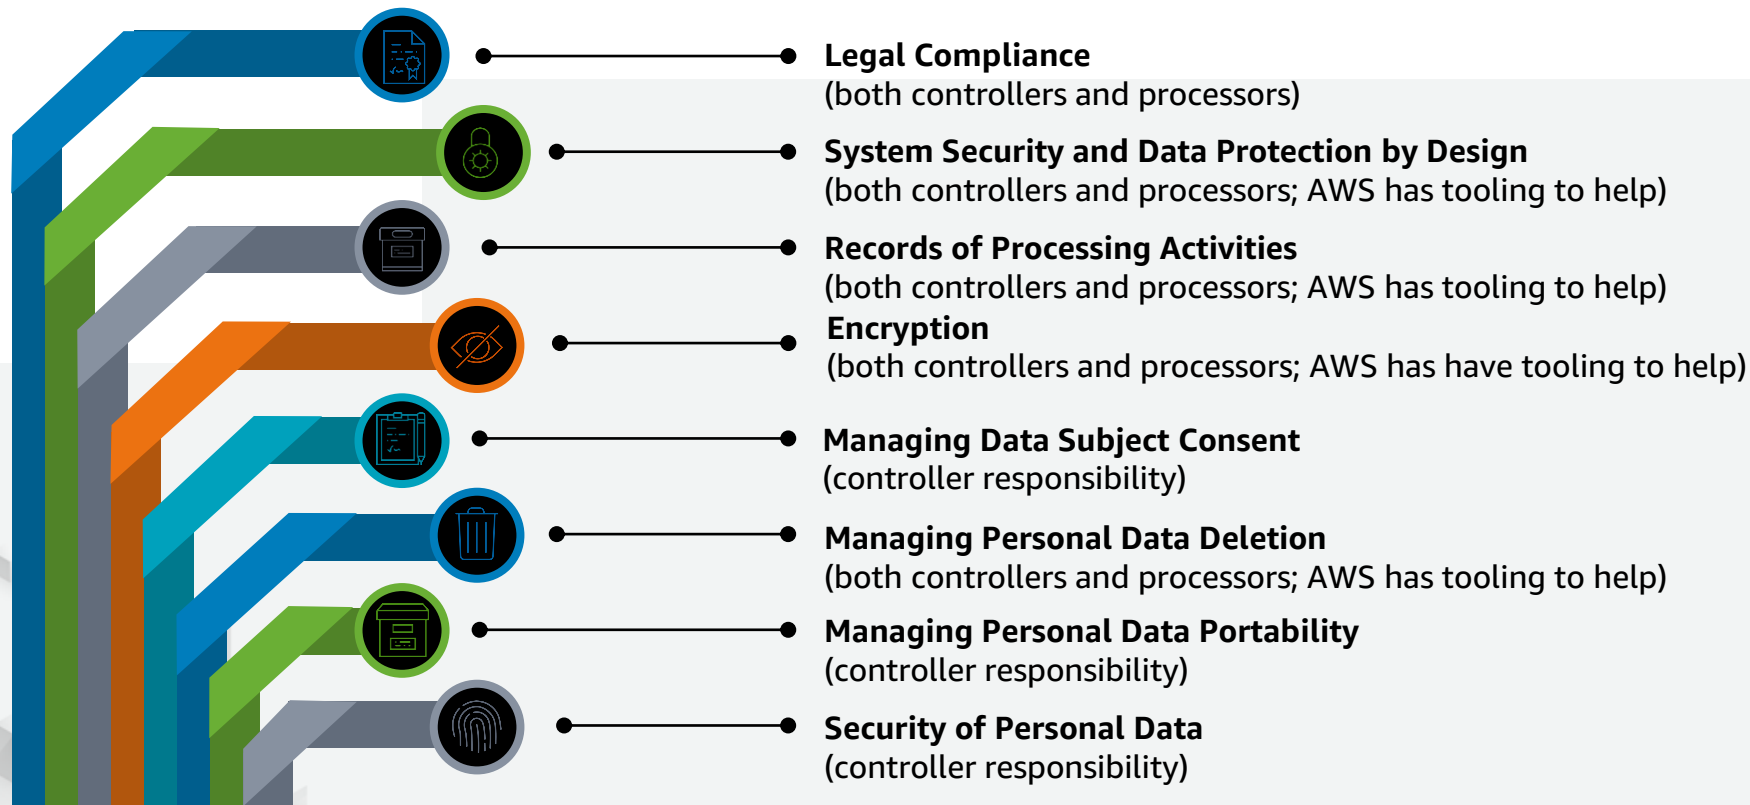 Legal Compliance
(both controllers and processors)
System Security and Data Protection by Design
(both controllers and processors; AWS has tooling to help)
Records of Processing Activities
(both controllers and processors; AWS has tooling to help)
Encryption
(both controllers and processors; AWS has have tooling to help)
Managing Data Subject Consent
(controller responsibility)
Managing Personal Data Deletion
(both controllers and processors; AWS has tooling to help)
Managing Personal Data Portability
(controller responsibility)
Security of Personal Data
(controller responsibility)